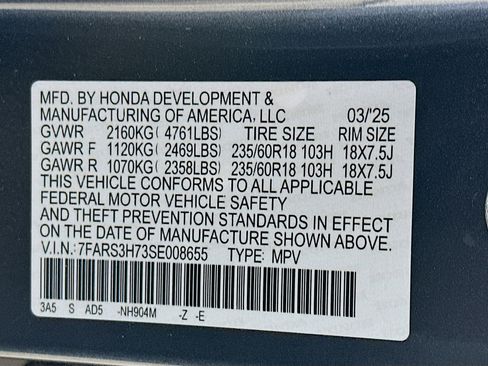 MFD. BY HONDA DEVELOPMENT &
MANUFACTURING OF AMERICA, LLC 03/'25
GVWR 2160KG( 4761LBS) TIRE SIZE RIM SIZE
GAWR F 1120KG( 2469LBS) 235/60R18 103H 18X7.5J
GAWR R 1070KG( 2358LBS) 235/60R18 103H 18X7.5J
THIS VEHICLE CONFORMS TO ALL APPLICABLE
FEDERAL MOTOR VEHICLE SAFETY
AND THEFT PREVENTION STANDARDS IN EFFECT
ON THE DATE OF MANUFACTURE SHOWN ABOVE.
V.I.N.: 7FARS3H73SE008655 TYPE: MPV
3A5 S AD5 -NH904M -Z -E